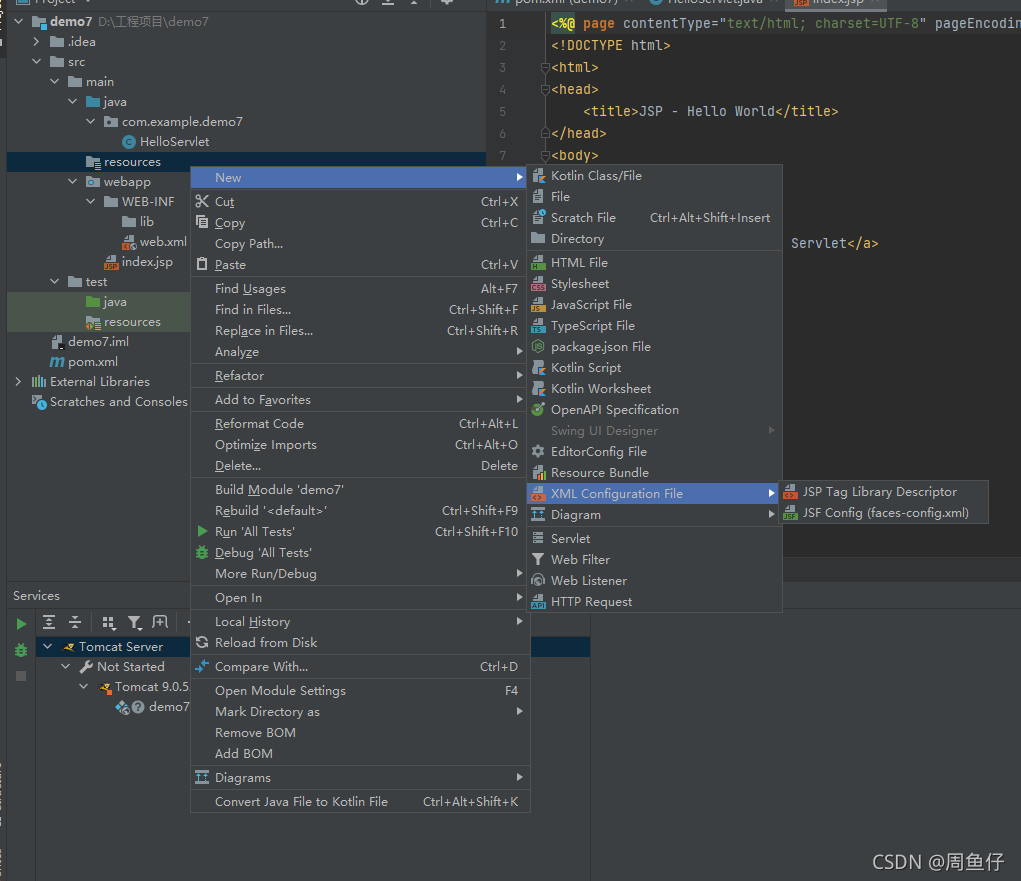 Project
demo7 D:\工程项目\demo7
.idea
src
main
java
com.example.demo7
HelloServlet
resources
webapp
WEB-INF
lib
web.xml
index.jsp
test
java
resources
demo7.iml
pom.xml
External Libraries
Scratches and Consoles
pom.xml (demo7)
HelloServlet.java
index.jsp
1 <%@ page contentType="text/html; charset=UTF-8"
2 <!DOCTYPE html>
3 <html>
4 <head>
5 <title>JSP - Hello World</title>
6 </head>
7 <body>
Servlet</a>
New
Cut Ctrl+X
Copy Ctrl+C
Copy Path...
Paste Ctrl+V
Find Usages Alt+F7
Find in Files... Ctrl+Shift+F
Replace in Files... Ctrl+Shift+R
Analyze
Refactor
Add to Favorites
Reformat Code Ctrl+Alt+L
Optimize Imports Ctrl+Alt+O
Delete... Delete
Build Module 'demo7'
Rebuild '<default>' Ctrl+Shift+F9
Run 'All Tests' Ctrl+Shift+F10
Debug 'All Tests'
More Run/Debug
Open In
Local History
Reload from Disk
Compare With... Ctrl+D
Open Module Settings F4
Mark Directory as
Remove BOM
Add BOM
Diagrams
Convert Java File to Kotlin File Ctrl+Alt+Shift+K
Kotlin Class/File
File
Scratch File Ctrl+Alt+Shift+Insert
Directory
HTML File
Stylesheet
JavaScript File
TypeScript File
package.json File
Kotlin Script
Kotlin Worksheet
OpenAPI Specification
Swing UI Designer
EditorConfig File
Resource Bundle
XML Configuration File
Diagram
Servlet
Web Filter
Web Listener
HTTP Request
JSP Tag Library Descriptor
JSF Config (faces-config.xml)
Services
Tomcat Server
Not Started
Tomcat 9.0.5
demo7
CSDN @周鱼仔